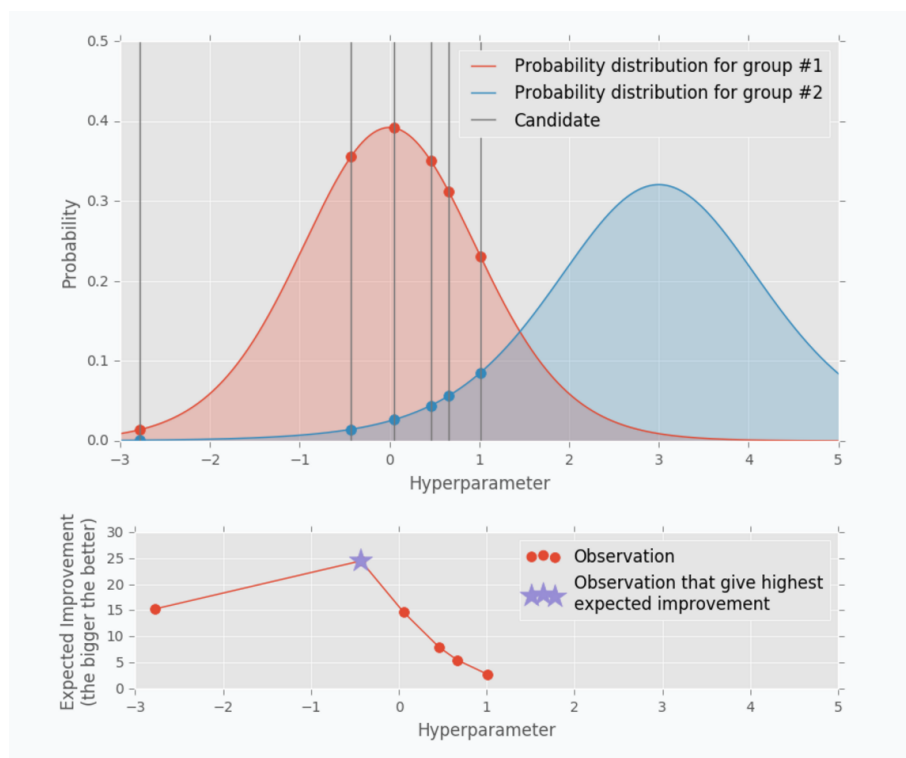 0.5
0.4
0.3
0.2
0.1
0.0
Probability
Probability distribution for group #1
Probability distribution for group #2
Candidate
−3 −2 −1 0 1 2 3 4 5
Hyperparameter
Expected Improvement
(the bigger the better)
30
25
20
15
10
5
0
Observation
Observation that give highest
expected improvement
−3 −2 −1 0 1 2 3 4 5
Hyperparameter